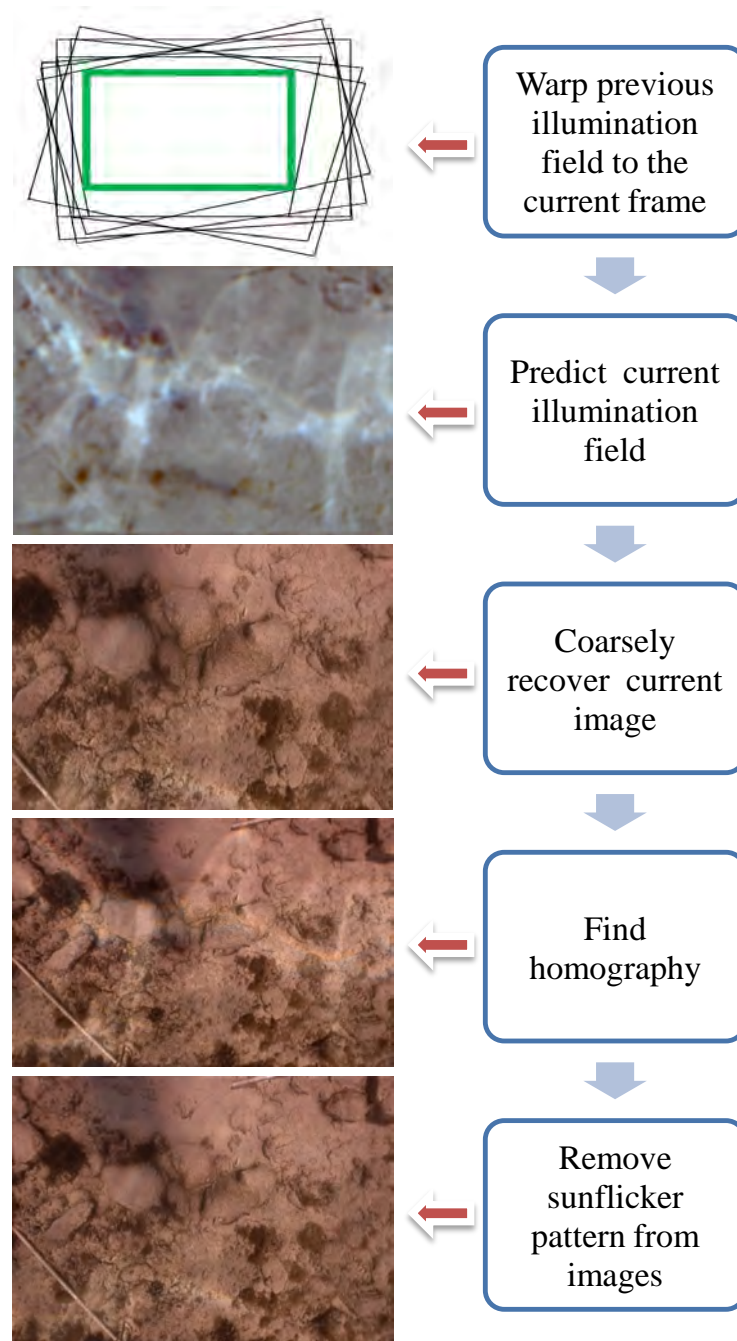 Warp previous
illumination
field to the
current frame
Predict current
illumination
field
Coarsely
recover current
image
Find
homography
Remove
sunflicker
pattern from
images